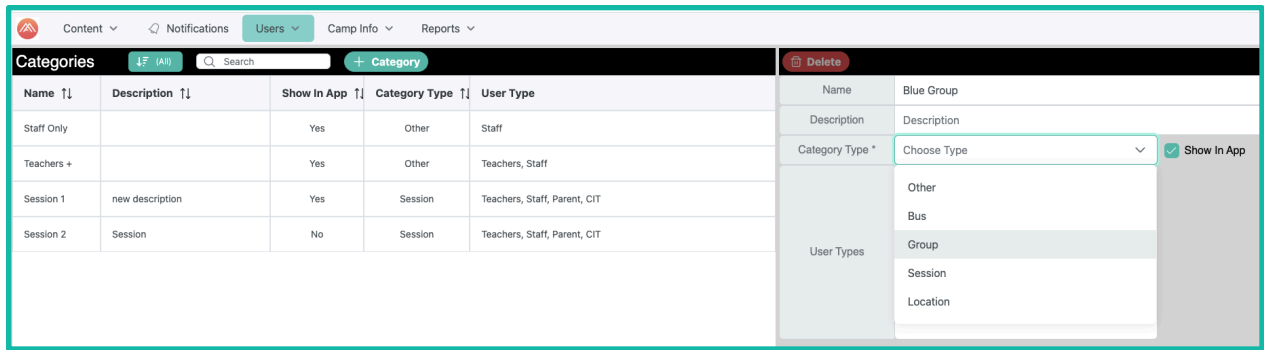 Content Notifications Users Camp Info Reports
Categories (All) Search + Category
Name Description Show In App Category Type User Type
Staff Only Yes Other Staff
Teachers + Yes Other Teachers, Staff
Session 1 new description Yes Session Teachers, Staff, Parent, CIT
Session 2 Session No Session Teachers, Staff, Parent, CIT
Delete
Name Blue Group
Description Description
Category Type * Choose Type Show In App
User Types
Other
Bus
Group
Session
Location